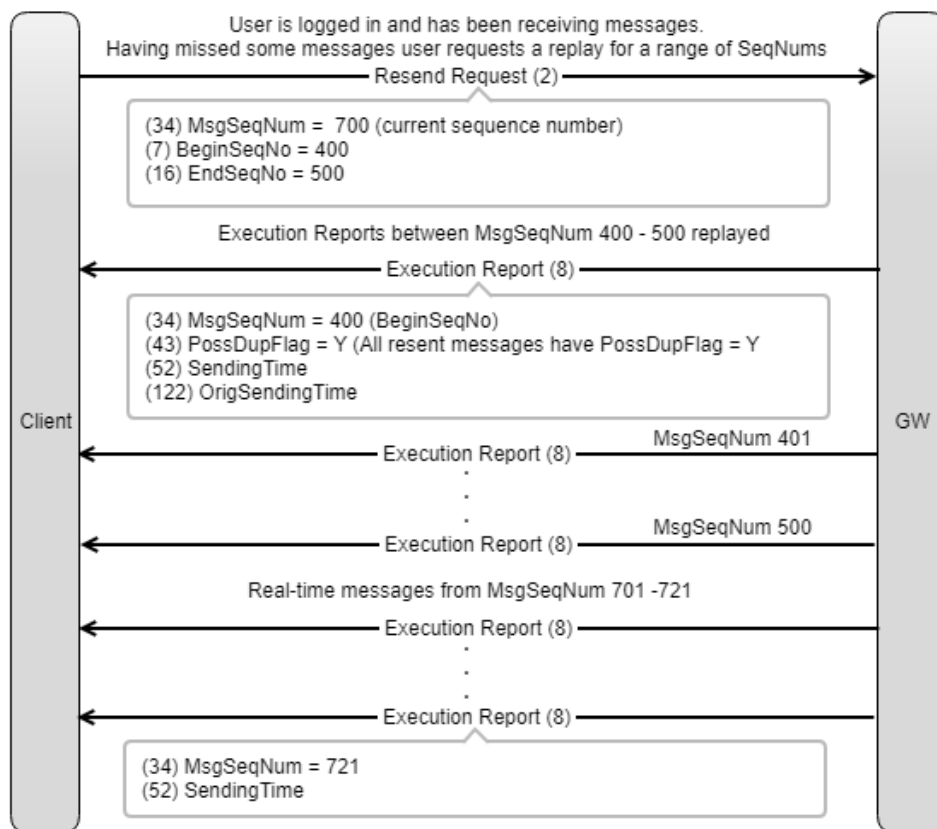 User is logged in and has been receiving messages.
Having missed some messages user requests a replay for a range of SeqNums
Resend Request (2)
(34) MsgSeqNum =  700 (current sequence number)
(7) BeginSeqNo = 400
(16) EndSeqNo = 500
Execution Reports between MsgSeqNum 400 - 500 replayed
Execution Report (8)
(34) MsgSeqNum = 400 (BeginSeqNo)
(43) PossDupFlag = Y (All resent messages have PossDupFlag = Y
(52) SendingTime
(122) OrigSendingTime
Client
GW
MsgSeqNum 401
Execution Report (8)
.
.
.
MsgSeqNum 500
Execution Report (8)
Real-time messages from MsgSeqNum 701 -721
Execution Report (8)
.
.
.
Execution Report (8)
(34) MsgSeqNum = 721
(52) SendingTime